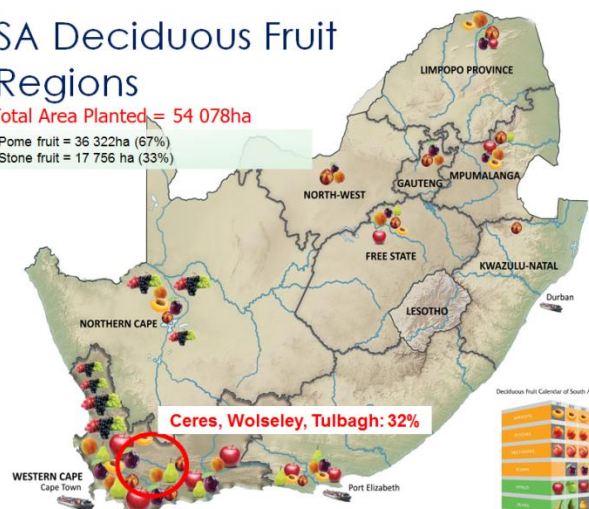 SA Deciduous Fruit
Regions
Total Area Planted = 54 078ha
Pome fruit = 36 322ha (67%)
Stone fruit = 17 756 ha (33%)
LIMPOPO PROVINCE
NORTH-WEST
GAUTENG
MPUMALANGA
FREE STATE
KWAZULU-NATAL
LESOTHO
Durban
NORTHERN CAPE
Deciduous Fruit Calendar of South A
Ceres, Wolseley, Tulbagh: 32%
WESTERN CAPE
Cape Town
Port Elizabeth